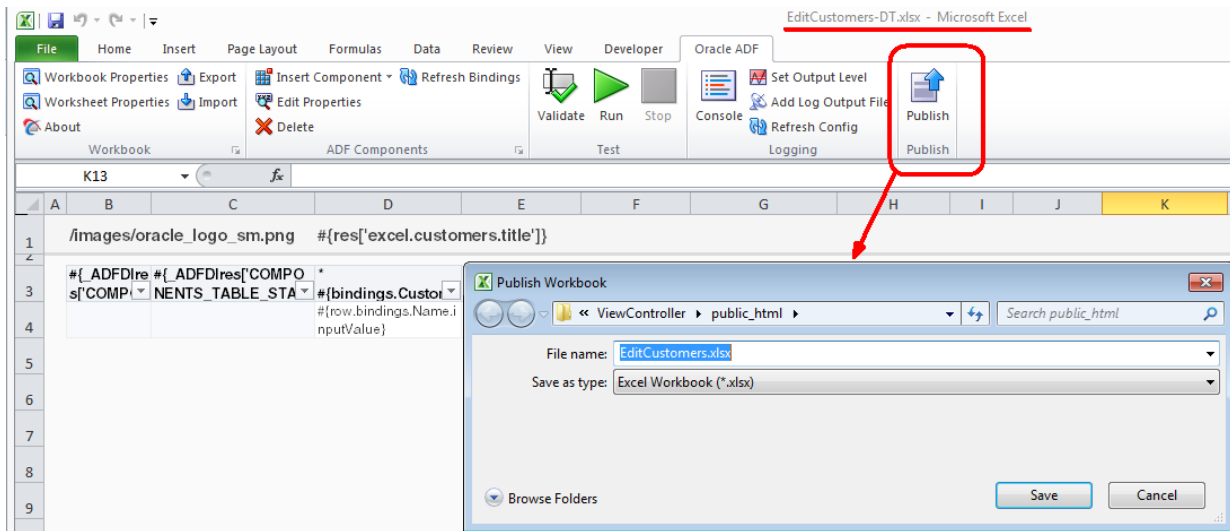 EditCustomers-DT.xlsx - Microsoft Excel
File Home Insert Page Layout Formulas Data Review View Developer Oracle ADF
Workbook Properties Export Insert Component Refresh Bindings Set Output Level
Worksheet Properties Import Edit Properties Add Log Output File
About Delete Validate Run Stop Console Refresh Config Publish
Workbook ADF Components Test Logging Publish
K13 fx
A B C D E F G H I J K
1 /images/oracle_logo_sm.png #{res['excel.customers.title']}
2
#{_ADFDIre #{_ADFDIres['COMPO *
3 s['COMP NENTS_TABLE_STA #{bindings.Custor
#{row.bindings.Name.i
4 nputValue}
5
6
7
8
9
Publish Workbook
« ViewController public_html Search public_html
File name: EditCustomers.xlsx
Save as type: Excel Workbook (*.xlsx)
Browse Folders Save Cancel